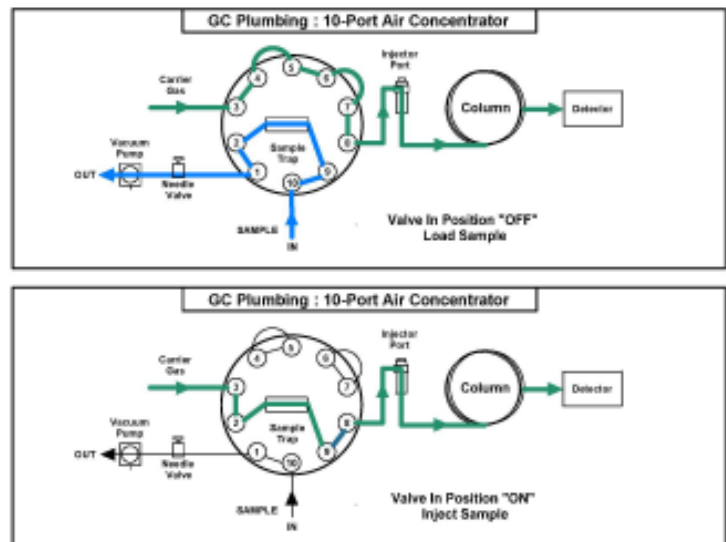 GC Plumbing : 10-Port Air Concentrator
5
4
6
Injector
Port
Carrier
Gas
3
7
Column
Detector
2
8
Vacuum
Pump
Sample
Trap
OUT
1
9
Needle
Valve
10
SAMPLE
IN
Valve In Position "OFF"
Load Sample
GC Plumbing : 10-Port Air Concentrator
5
4
6
Injector
Port
Carrier
Gas
3
7
Column
Detector
2
8
Vacuum
Pump
Sample
Trap
OUT
1
9
Needle
Valve
10
SAMPLE
IN
Valve In Position "ON"
Inject Sample